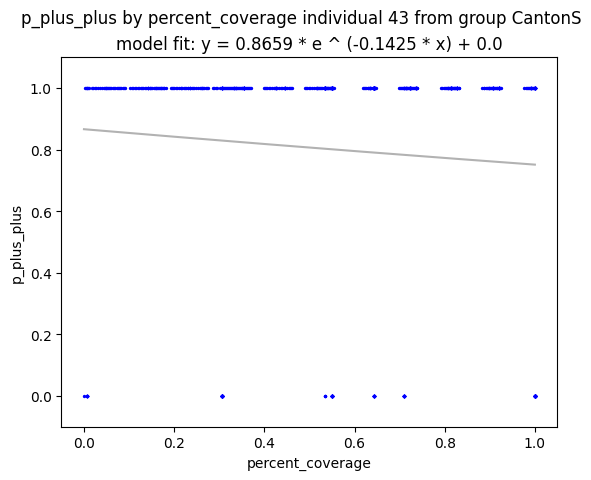 p_plus_plus by percent_coverage individual 43 from group CantonS
model fit: y = 0.8659 * e ^ (-0.1425 * x) + 0.0
1.0
0.8
0.6
0.4
0.2
0.0
p_plus_plus
0.0 0.2 0.4 0.6 0.8 1.0
percent_coverage